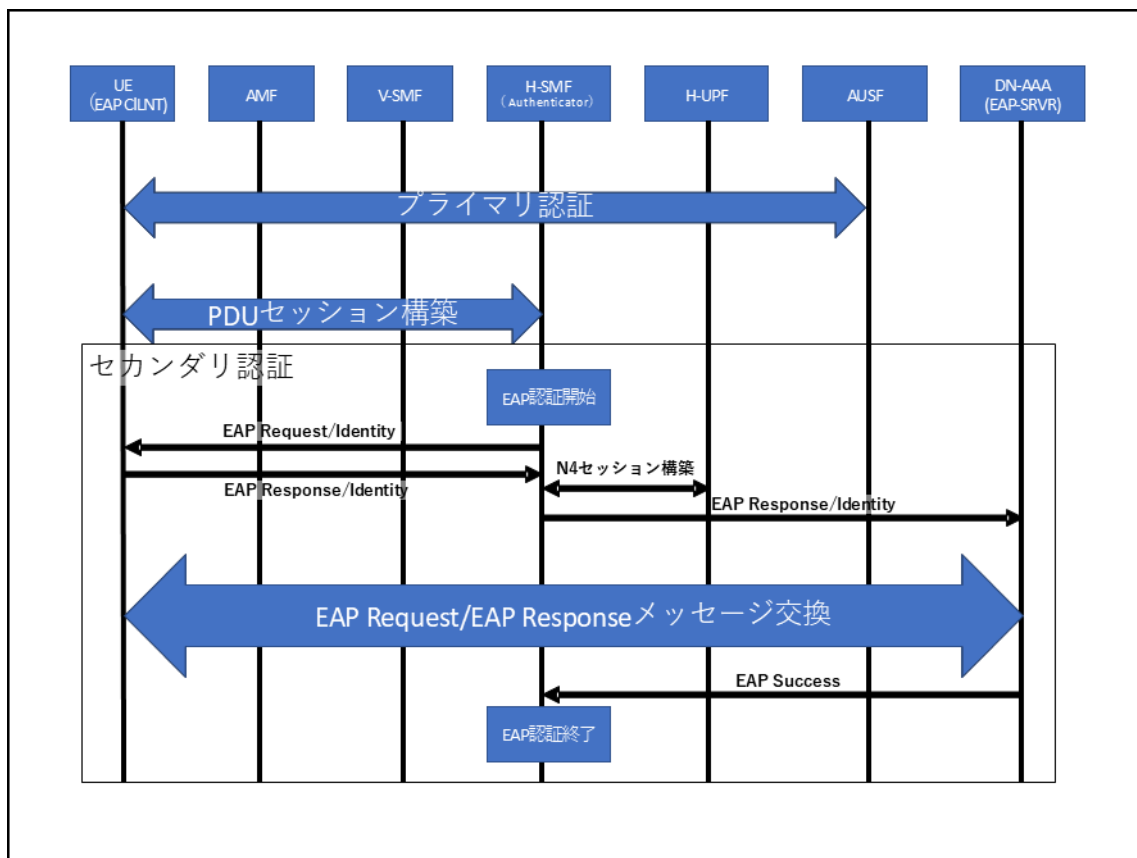 UE
（EAP ClLNT)
AMF
V-SMF
H-SMF
( Authenticator)
H-UPF
AUSF
DN-AAA
(EAP-SRVR)
プライマリ認証
PDUセッション構築
セカンダリ認証
EAP認証開始
EAP Request/Identity
N4セッション構築
EAP Response/Identity
EAP Response/Identity
EAP Request/EAP Responseメッセージ交換
EAP Success
EAP認証終了